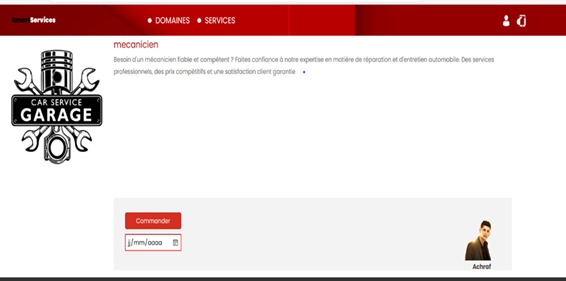 Smart Services
DOMAINES
SERVICES
mecanicien
Besoin d'un mécanicien fiable et compétent ? Faites confiance à notre expertise en matière de réparation et d'entretien automobile. Des services
professionnels, des prix compétitifs et une satisfaction client garantie
CAR SERVICE
GARAGE
Commander
jj/mm/aaaa
Achraf